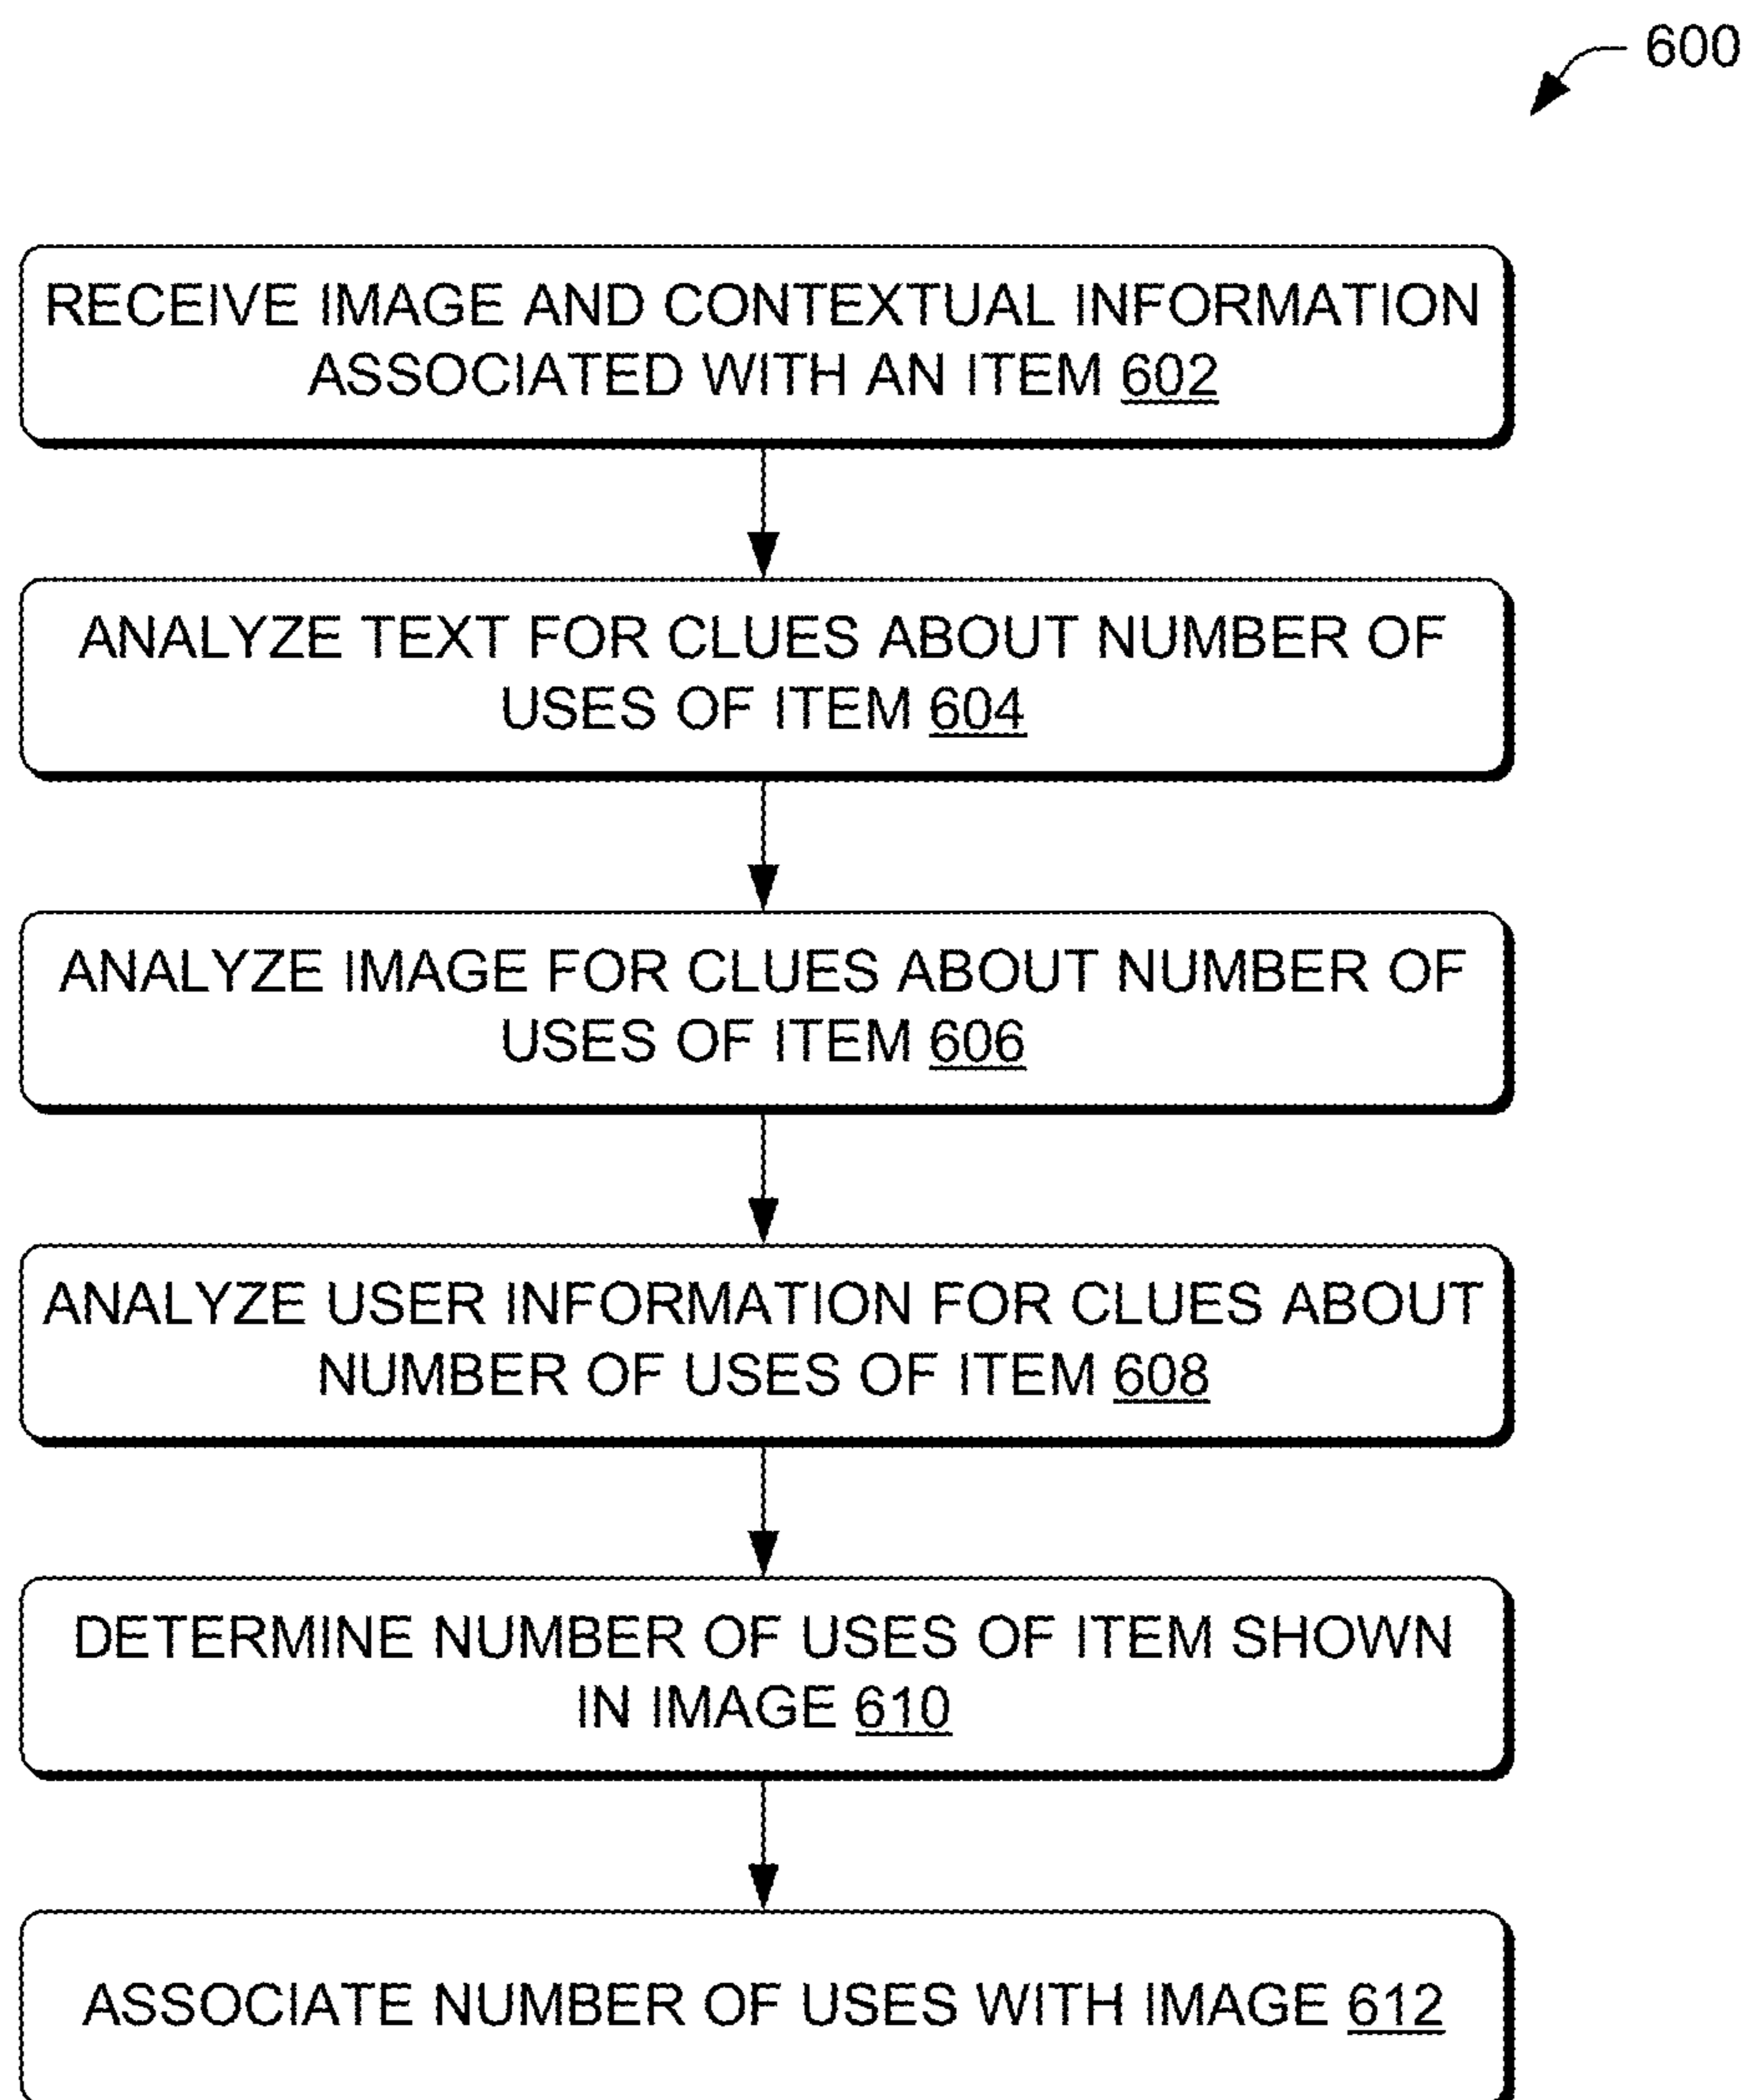 600
RECEIVE IMAGE AND CONTEXTUAL INFORMATION
ASSOCIATED WITH AN ITEM 602
ANALYZE TEXT FOR CLUES ABOUT NUMBER OF
USES OF ITEM 604
ANALYZE IMAGE FOR CLUES ABOUT NUMBER OF
USES OF ITEM 606
ANALYZE USER INFORMATION FOR CLUES ABOUT
NUMBER OF USES OF ITEM 608
DETERMINE NUMBER OF USES OF ITEM SHOWN
IN IMAGE 610
ASSOCIATE NUMBER OF USES WITH IMAGE 612